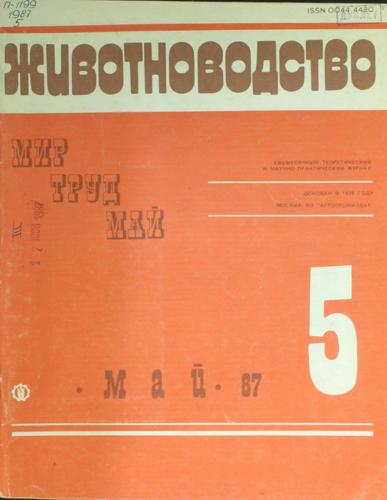 П-1199
1987
5
ISSN 0044-4480
ЖИВОТНОВОДСТВО
МИР
ТРУД
МАЙ
ЕЖЕМЕСЯЧНЫЙ ТЕОРЕТИЧЕСКИЙ
И НАУЧНО-ПРАКТИЧЕСКИЙ ЖУРНАЛ
ОСНОВАН В 1928 ГОДУ
МОСКВА, ВО "АГРОПРОМИЗДАТ"
5
• МАЙ • 87